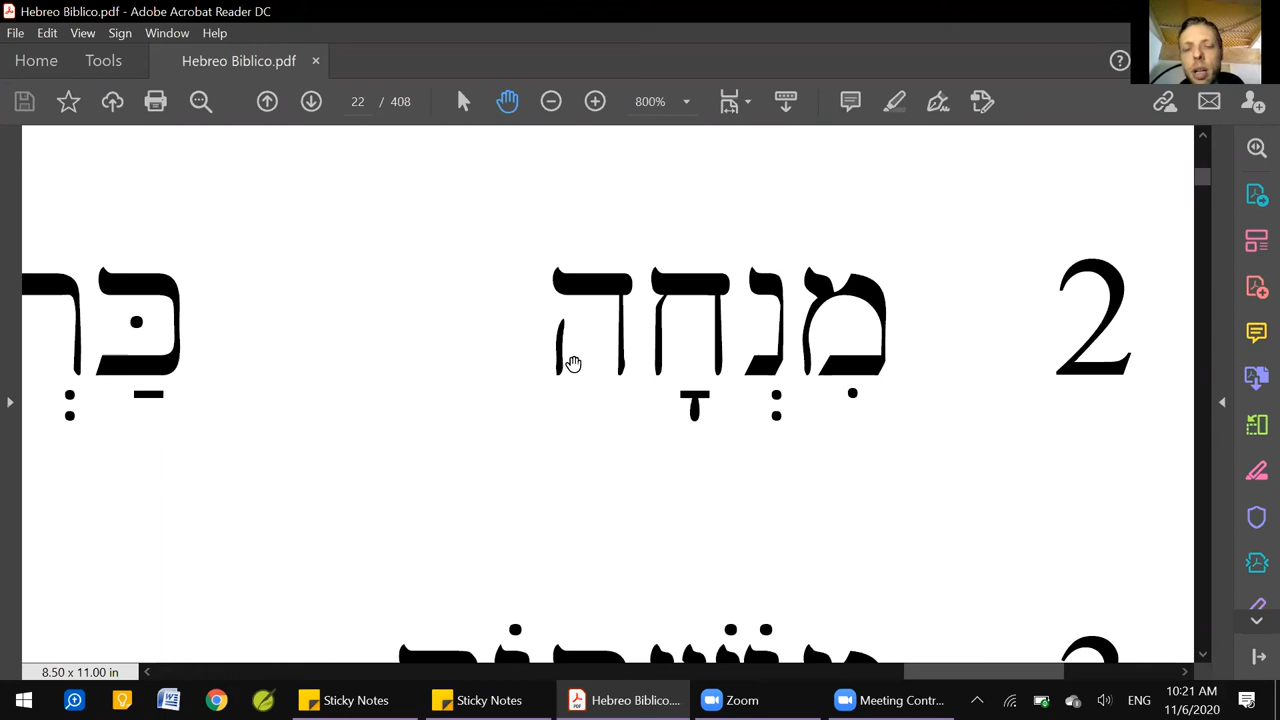 Hebreo Biblico.pdf - Adobe Acrobat Reader DC
File Edit View Sign Window Help
Home Tools Hebreo Biblico.pdf ×
22 / 408 800%
2 מִנְחָה
8.50 x 11.00 in
Sticky Notes Sticky Notes Hebreo Biblico.... Zoom Meeting Contr... ENG 10:21 AM
11/6/2020